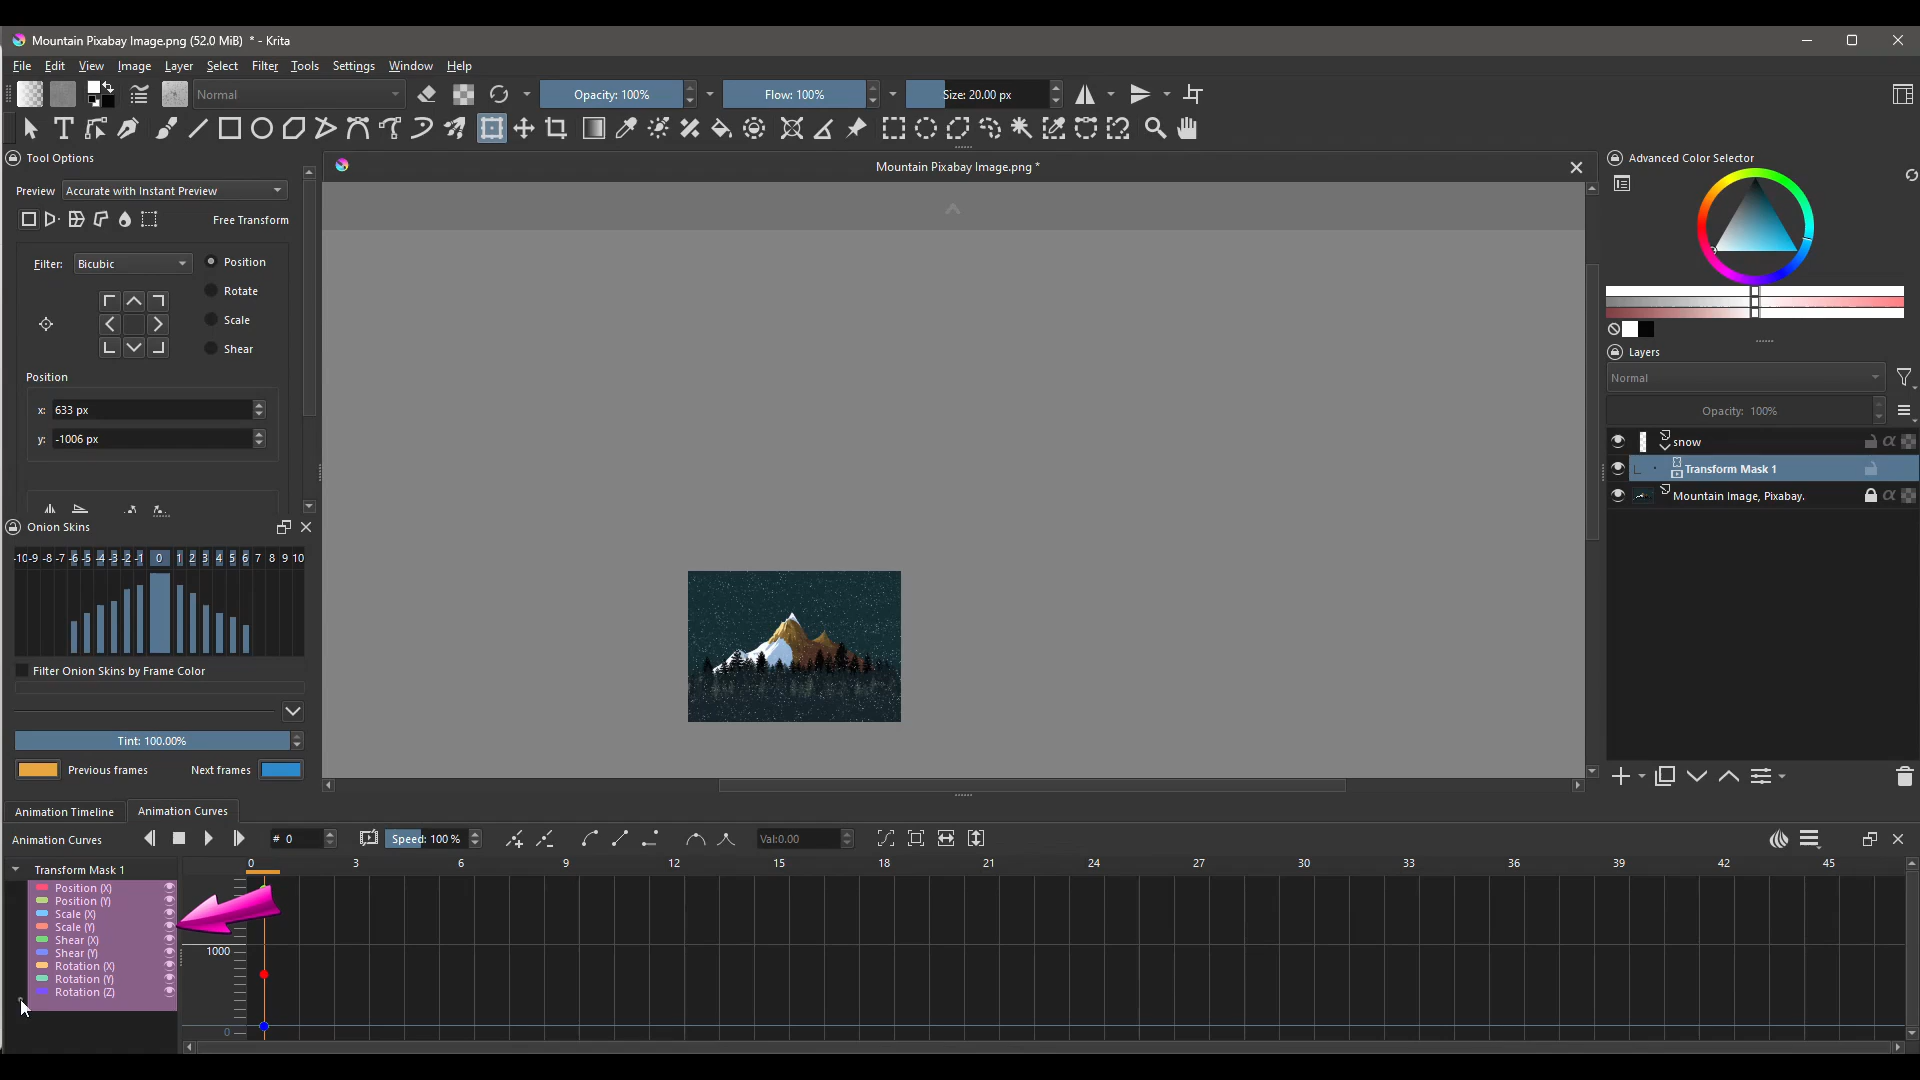 Mountain Pixabay Image.png (52.0 MiB) * - Krita
File Edit View Image Layer Select Filter Tools Settings Window Help
Normal Opacity: 100% Flow: 100% Size: 20.00 px
Tool Options
Mountain Pixabay Image.png *
Advanced Color Selector
Preview Accurate with Instant Preview
Free Transform
Filter: Bicubic
Position
Rotate
Scale
Shear
Position
x: 633 px
y: -1006 px
Layers
Normal
Opacity: 100%
snow
Transform Mask 1
Mountain Image, Pixabay.
Onion Skins
-10 -9 -8 -7 -6 -5 -4 -3 -2 -1 0 1 2 3 4 5 6 7 8 9 10
Filter Onion Skins by Frame Color
Tint: 100.00%
Previous frames Next frames
Animation Timeline Animation Curves
Animation Curves # 0 Speed: 100 % Val:0.00
Transform Mask 1
0 3 6 9 12 15 18 21 24 27 30 33 36 39 42 45
Position (X)
Position (Y)
Scale (X)
Scale (Y)
Shear (X)
Shear (Y)
Rotation (X)
Rotation (Y)
Rotation (Z)
1000
0